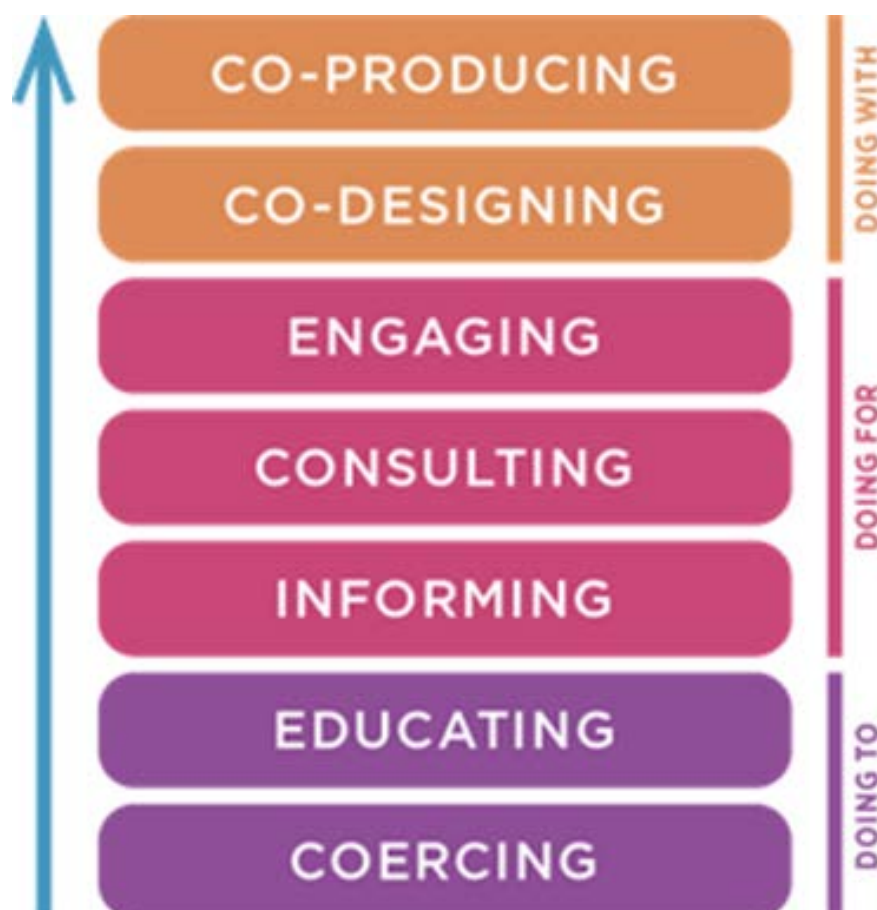 CO-PRODUCING
CO-DESIGNING
DOING WITH
ENGAGING
CONSULTING
INFORMING
DOING FOR
EDUCATING
COERCING
DOING TO